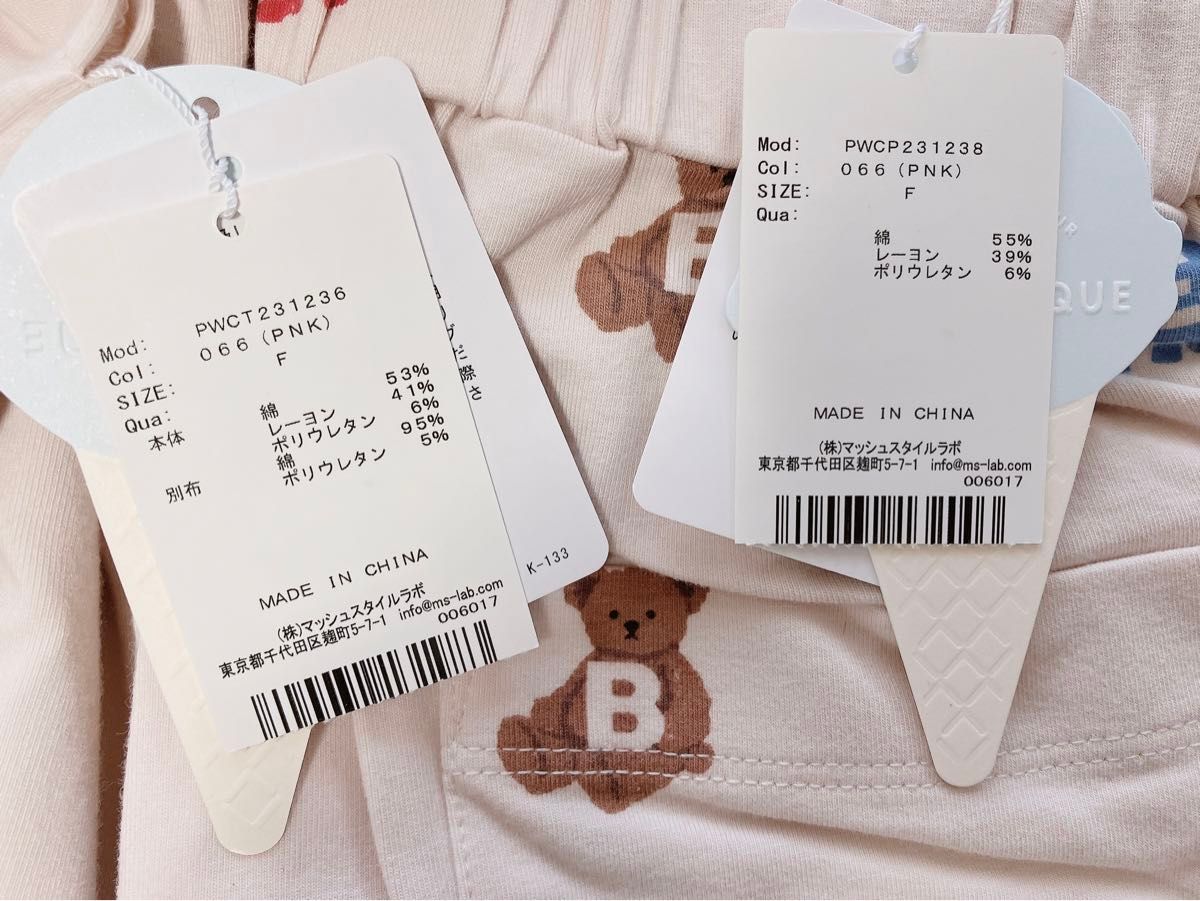 Mod: PWCT231236
Col: 066 (PNK)
SIZE: F
Qua:
本体 綿 53%
レーヨン 41%
ポリウレタン 6%
別布 綿 95%
ポリウレタン 5%
MADE IN CHINA
(株)マッシュスタイルラボ
東京都千代田区麹町5-7-1 info@ms-lab.com
006017
K-133
際さ
Mod: PWCP231238
Col: 066 (PNK)
SIZE: F
Qua:
綿 55%
レーヨン 39%
ポリウレタン 6%
MADE IN CHINA
(株)マッシュスタイルラボ
東京都千代田区麹町5-7-1 info@ms-lab.com
006017
QUE
B
B